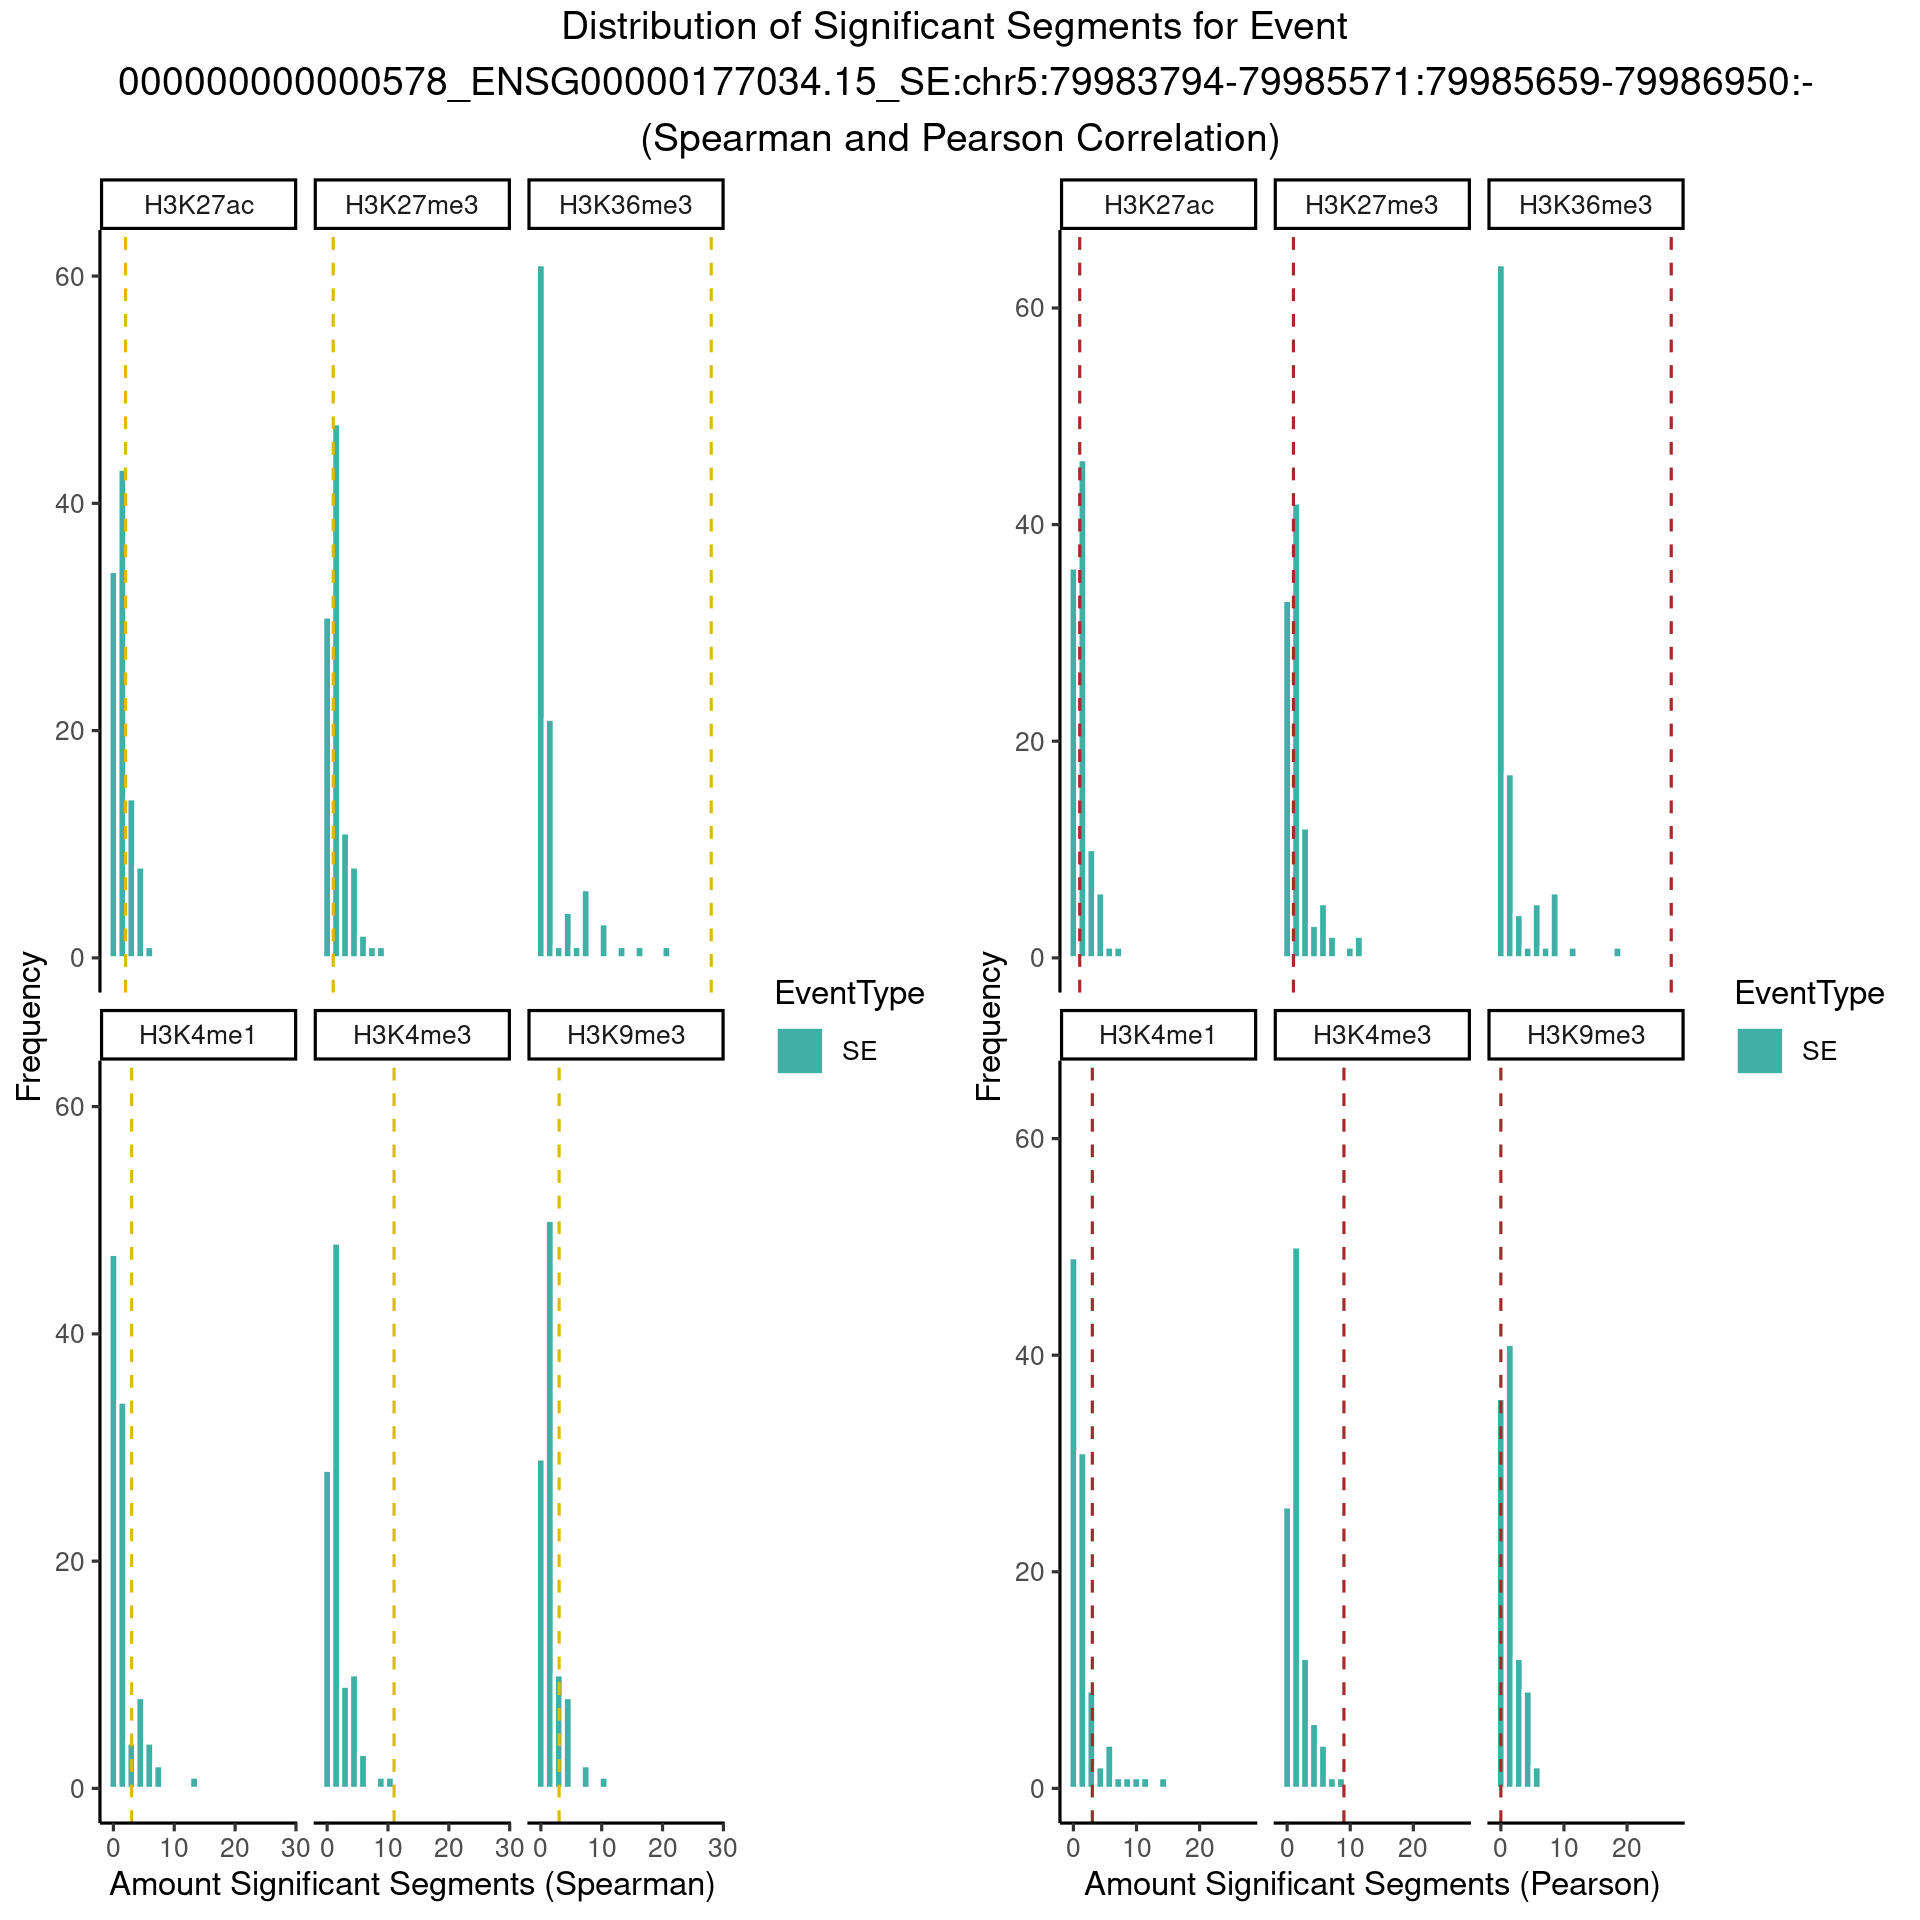 Distribution of Significant Segments for Event
000000000000578_ENSG00000177034.15_SE:chr5:79983794-79985571:79985659-79986950:-
(Spearman and Pearson Correlation)
H3K27ac H3K27me3 H3K36me3
60
40
20
0
H3K4me1 H3K4me3 H3K9me3
60
40
20
0
0 10 20 30 0 10 20 30 0 10 20 30
Amount Significant Segments (Spearman)
Frequency
EventType
SE
H3K27ac H3K27me3 H3K36me3
60
40
20
0
H3K4me1 H3K4me3 H3K9me3
60
40
20
0
0 10 20 0 10 20 0 10 20
Amount Significant Segments (Pearson)
Frequency
EventType
SE